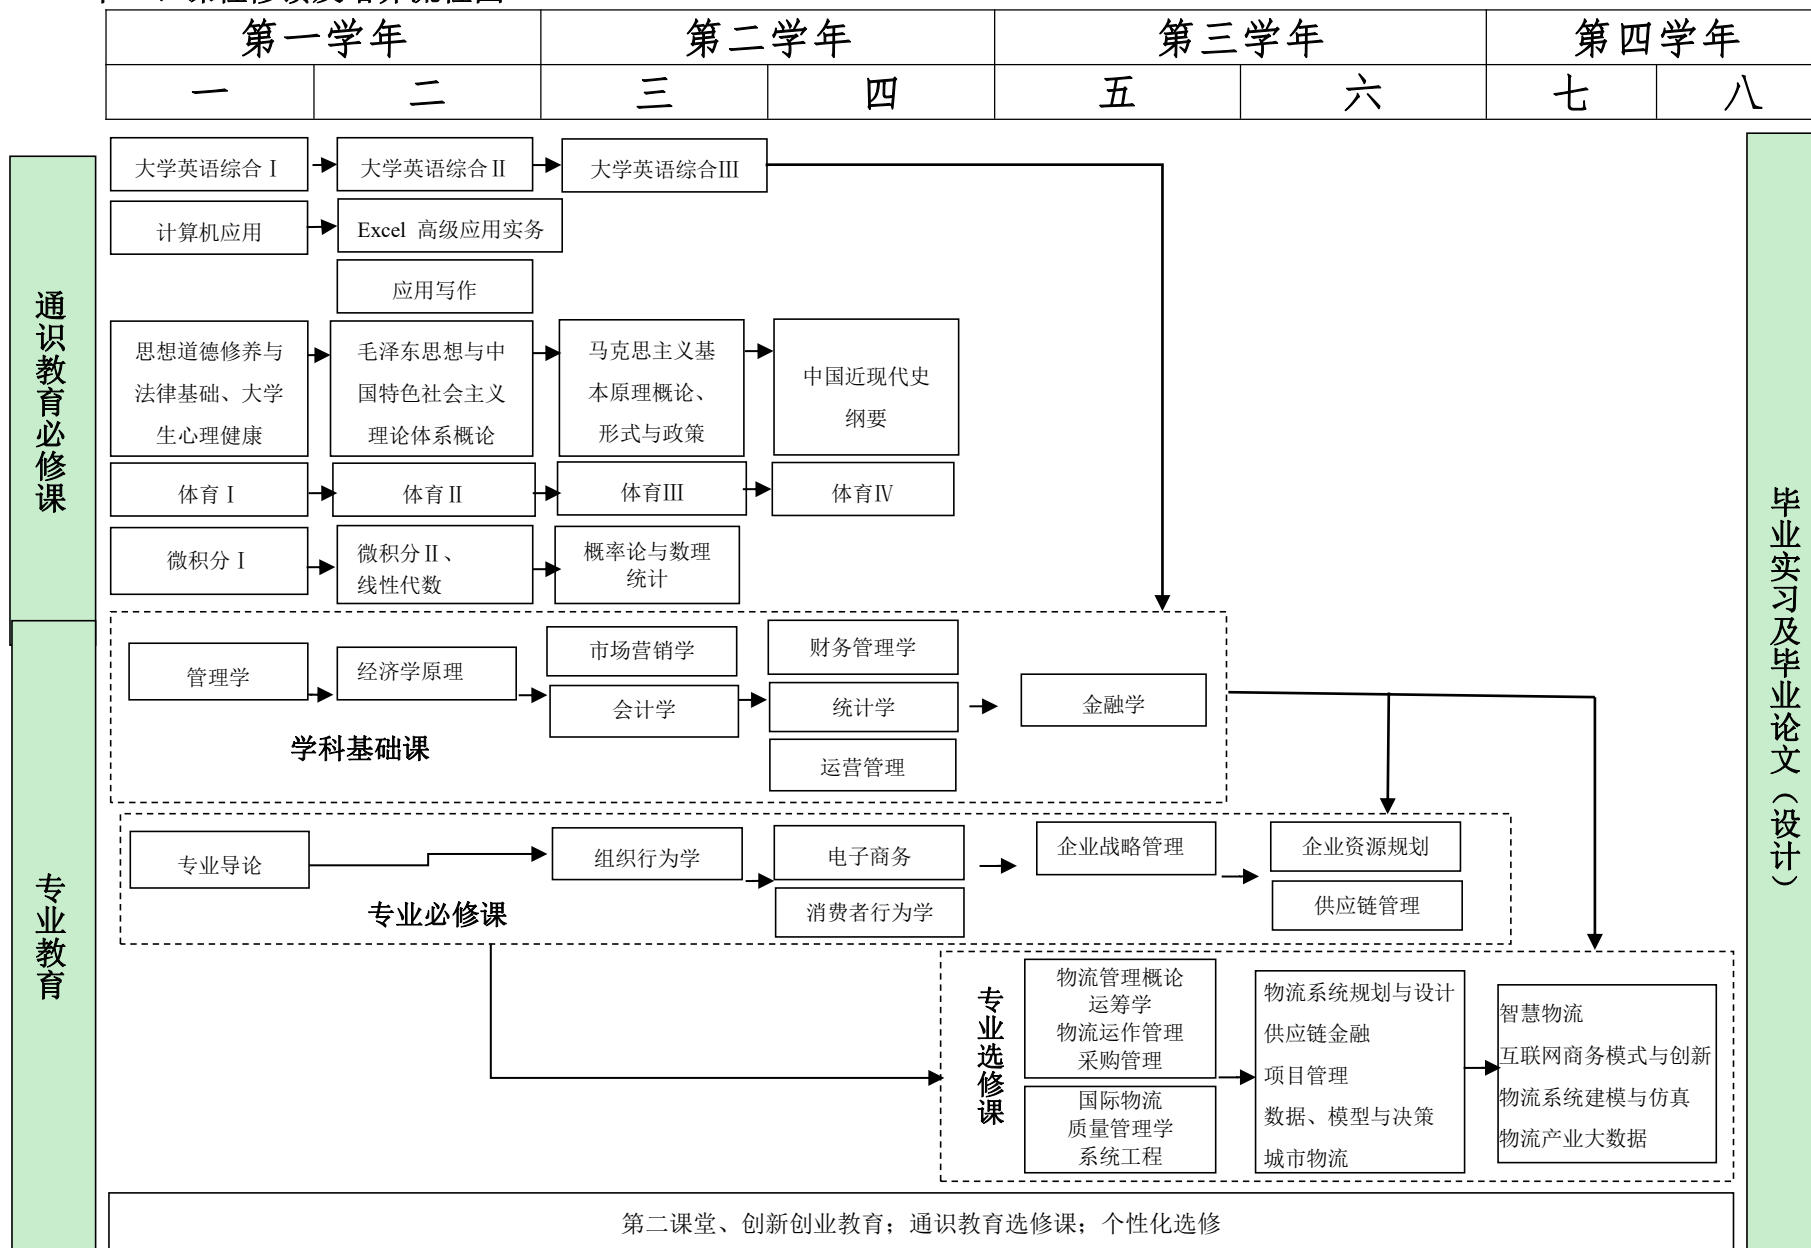 第一学年
第二学年
第三学年
第四学年
一
二
三
四
五
六
七
八
通识教育必修课
大学英语综合Ⅰ
大学英语综合Ⅱ
大学英语综合Ⅲ
计算机应用
Excel 高级应用实务
应用写作
思想道德修养与
法律基础、大学
生心理健康
毛泽东思想与中
国特色社会主义
理论体系概论
马克思主义基
本原理概论、
形式与政策
中国近现代史
纲要
体育Ⅰ
体育Ⅱ
体育Ⅲ
体育Ⅳ
微积分Ⅰ
微积分Ⅱ、
线性代数
概率论与数理
统计
专业教育
管理学
经济学原理
市场营销学
会计学
财务管理学
统计学
运营管理
金融学
学科基础课
专业导论
组织行为学
电子商务
消费者行为学
企业战略管理
企业资源规划
供应链管理
专业必修课
专业选修课
物流管理概论
运筹学
物流运作管理
采购管理
国际物流
质量管理学
系统工程
物流系统规划与设计
供应链金融
项目管理
数据、模型与决策
城市物流
智慧物流
互联网商务模式与创新
物流系统建模与仿真
物流产业大数据
第二课堂、创新创业教育；通识教育选修课；个性化选修
毕业实习及毕业论文（设计）